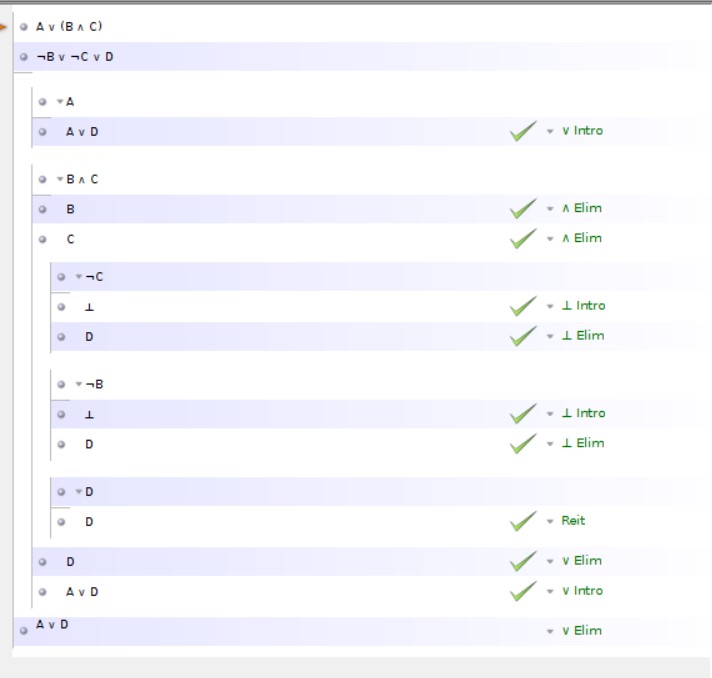 A ∨ (B ∧ C)
¬B ∨ ¬C ∨ D
A
A ∨ D ∨ Intro
B ∧ C
B ∧ Elim
C ∧ Elim
¬C
⊥ ⊥ Intro
D ⊥ Elim
¬B
⊥ ⊥ Intro
D ⊥ Elim
D
D Reit
D ∨ Elim
A ∨ D ∨ Intro
A ∨ D ∨ Elim